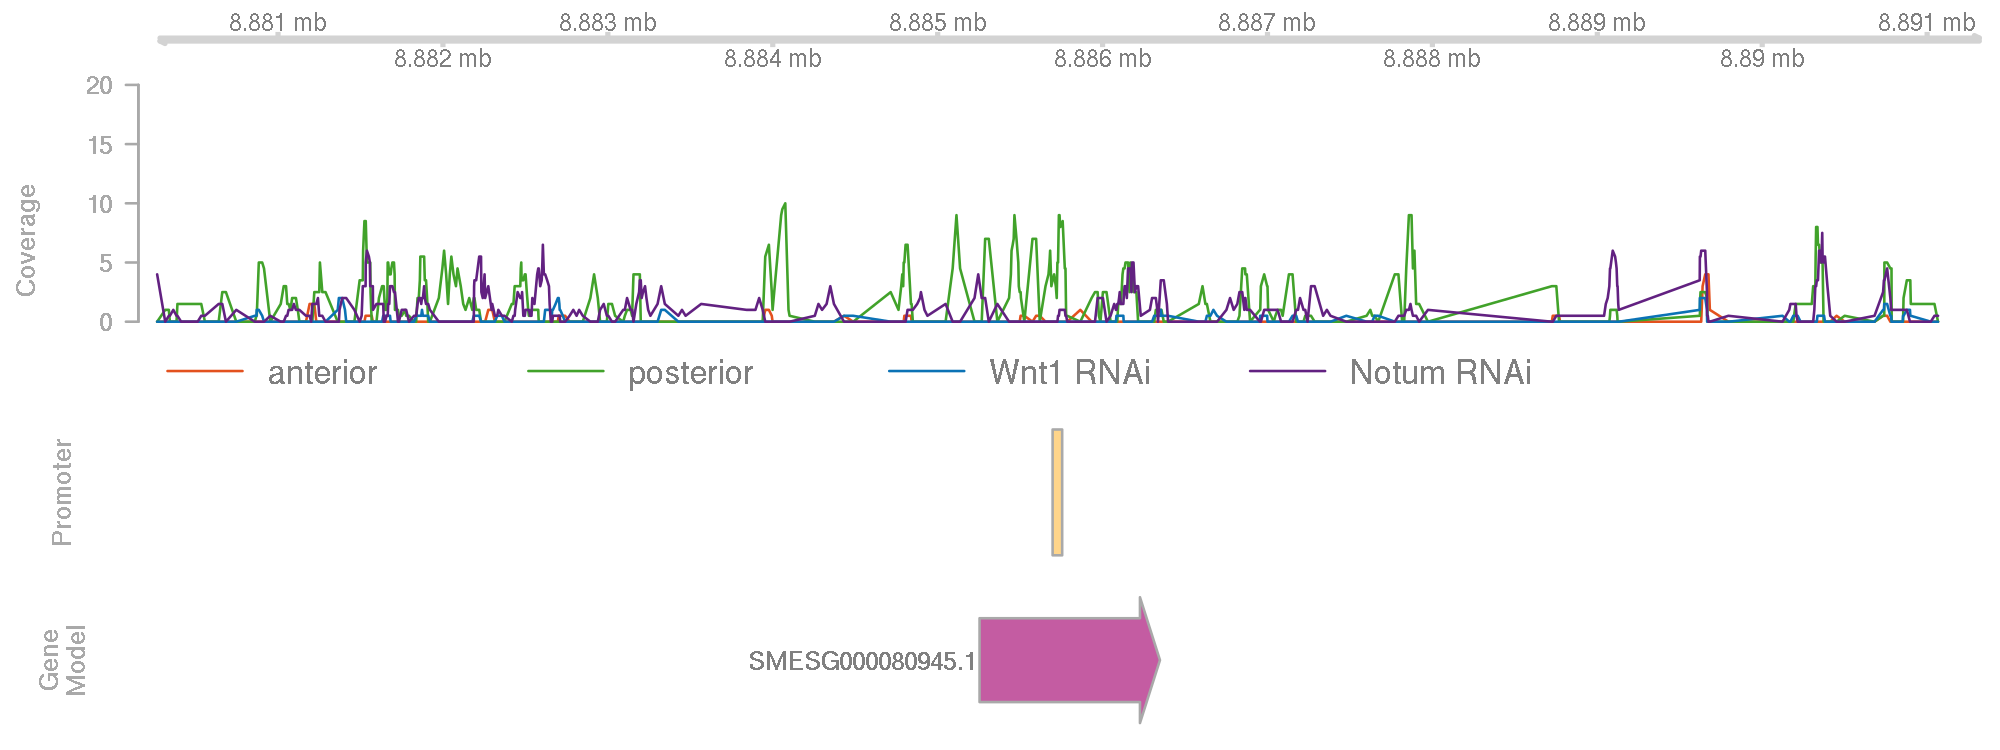 8.881 mb 8.883 mb 8.885 mb 8.887 mb 8.889 mb 8.891 mb
8.882 mb 8.884 mb 8.886 mb 8.888 mb 8.89 mb
20
15
10
5
0
Coverage
anterior posterior Wnt1 RNAi Notum RNAi
Promoter
Gene
Model
SMESG000080945.1